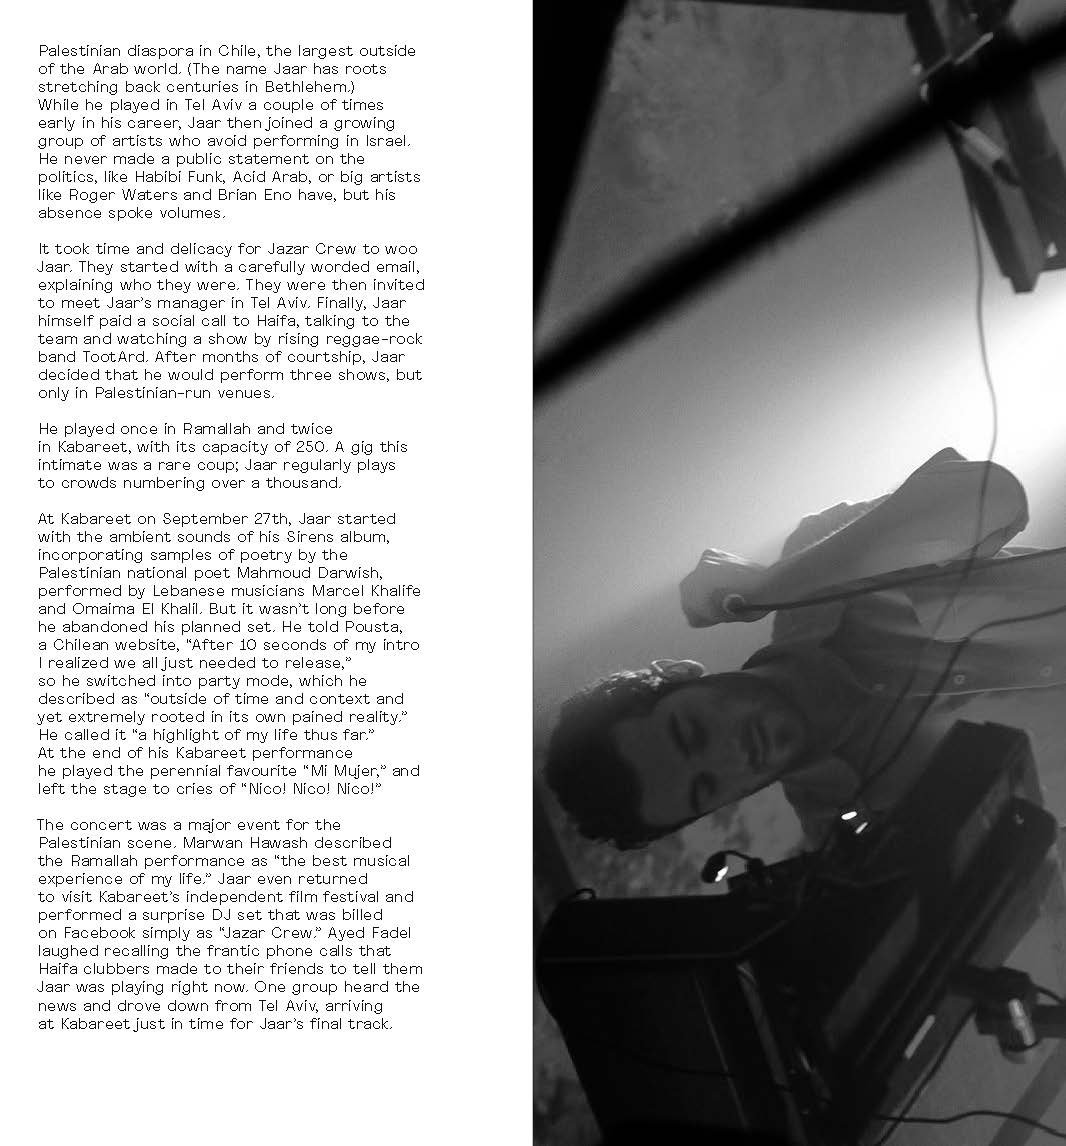 Palestinian diaspora in Chile, the largest outside
of the Arab world. (The name Jaar has roots
stretching back centuries in Bethlehem.)
While he played in Tel Aviv a couple of times
early in his career, Jaar then joined a growing
group of artists who avoid performing in Israel.
He never made a public statement on the
politics, like Habibi Funk, Acid Arab, or big artists
like Roger Waters and Brian Eno have, but his
absence spoke volumes.

It took time and delicacy for Jazar Crew to woo
Jaar. They started with a carefully worded email,
explaining who they were. They were then invited
to meet Jaar's manager in Tel Aviv. Finally, Jaar
himself paid a social call to Haifa, talking to the
team and watching a show by rising reggae-rock
band TootArd. After months of courtship, Jaar
decided that he would perform three shows, but
only in Palestinian-run venues.

He played once in Ramallah and twice
in Kabareet, with its capacity of 250. A gig this
intimate was a rare coup; Jaar regularly plays
to crowds numbering over a thousand.

At Kabareet on September 27th, Jaar started
with the ambient sounds of his Sirens album,
incorporating samples of poetry by the
Palestinian national poet Mahmoud Darwish,
performed by Lebanese musicians Marcel Khalife
and Omaima El Khalil. But it wasn't long before
he abandoned his planned set. He told Pousta,
a Chilean website, “After 10 seconds of my intro
I realized we all just needed to release,”
so he switched into party mode, which he
described as “outside of time and context and
yet extremely rooted in its own pained reality.”
He called it “a highlight of my life thus far.”
At the end of his Kabareet performance
he played the perennial favourite “Mi Mujer,” and
left the stage to cries of “Nico! Nico! Nico!”

The concert was a major event for the
Palestinian scene. Marwan Hawash described
the Ramallah performance as “the best musical
experience of my life.” Jaar even returned
to visit Kabareet's independent film festival and
performed a surprise DJ set that was billed
on Facebook simply as “Jazar Crew.” Ayed Fadel
laughed recalling the frantic phone calls that
Haifa clubbers made to their friends to tell them
Jaar was playing right now. One group heard the
news and drove down from Tel Aviv, arriving
at Kabareet just in time for Jaar's final track.